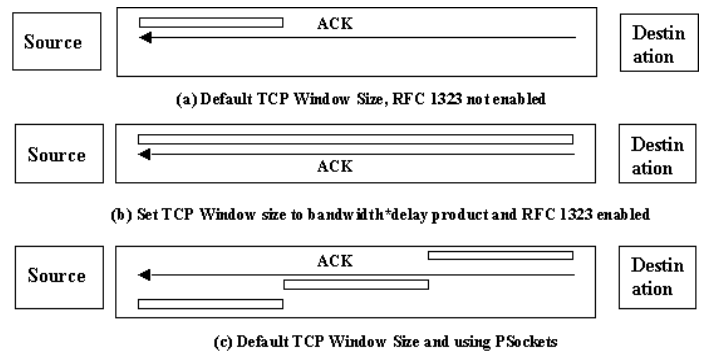 Source
ACK
Destin
ation
(a) Default TCP Window Size, RFC 1323 not enabled
Source
ACK
Destin
ation
(b) Set TCP Window size to bandwidth*delay product and RFC 1323 enabled
Source
ACK
Destin
ation
(c) Default TCP Window Size and using PSockets